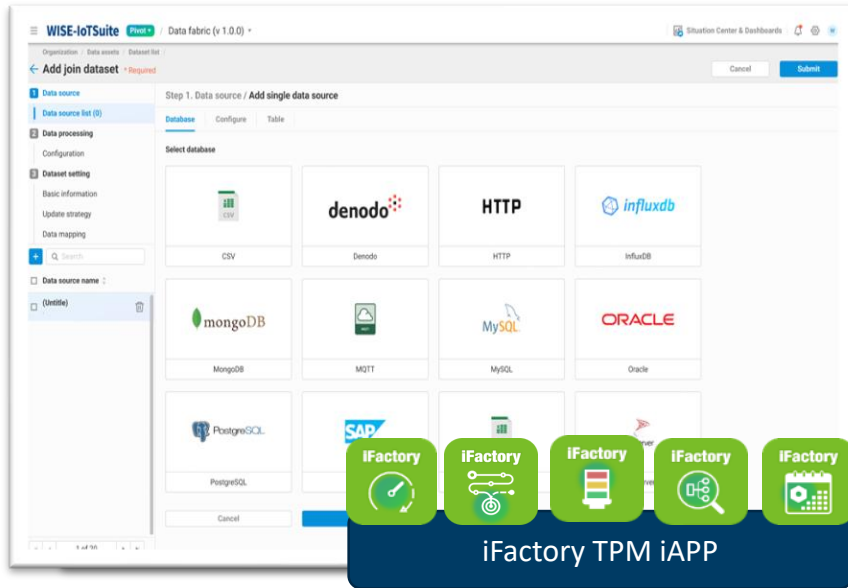 WISE-IoTSuite Pivot / Data fabric (v 1.0.0) Situation Center & Dashboards
Organization / Data assets / Dataset list /
Add join dataset * Required Cancel Submit
1 Data source
Data source list (0)
2 Data processing
Configuration
3 Dataset setting
Basic information
Update strategy
Data mapping
+ Search
Data source name
(Untitle)
1 of 20
Step 1. Data source / Add single data source
Database Configure Table
Select database
CSV denodo HTTP influxdb
CSV Denodo HTTP InfluxDB
mongoDB MQTT MySQL ORACLE
MongoDB MQTT MySQL Oracle
PostgreSQL SAP
PostgreSQL
Cancel
iFactory iFactory iFactory iFactory iFactory
iFactory TPM iAPP